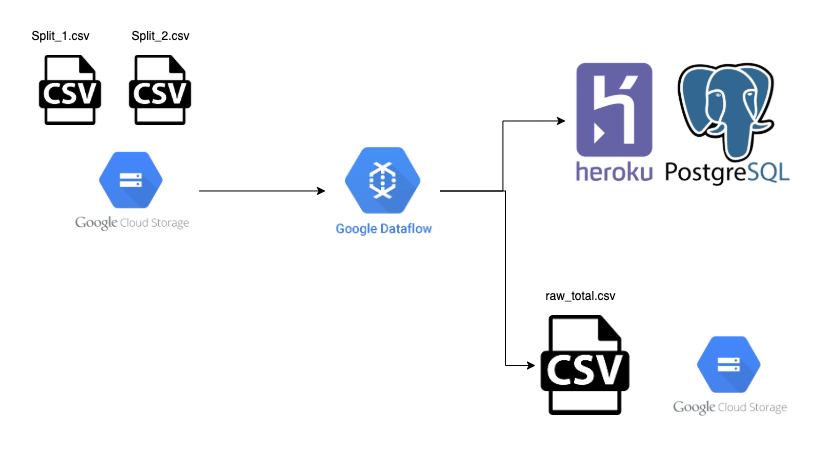 Split_1.csv
Split_2.csv
CSV
CSV
Google Cloud Storage
Google Dataflow
heroku
PostgreSQL
raw_total.csv
CSV
Google Cloud Storage